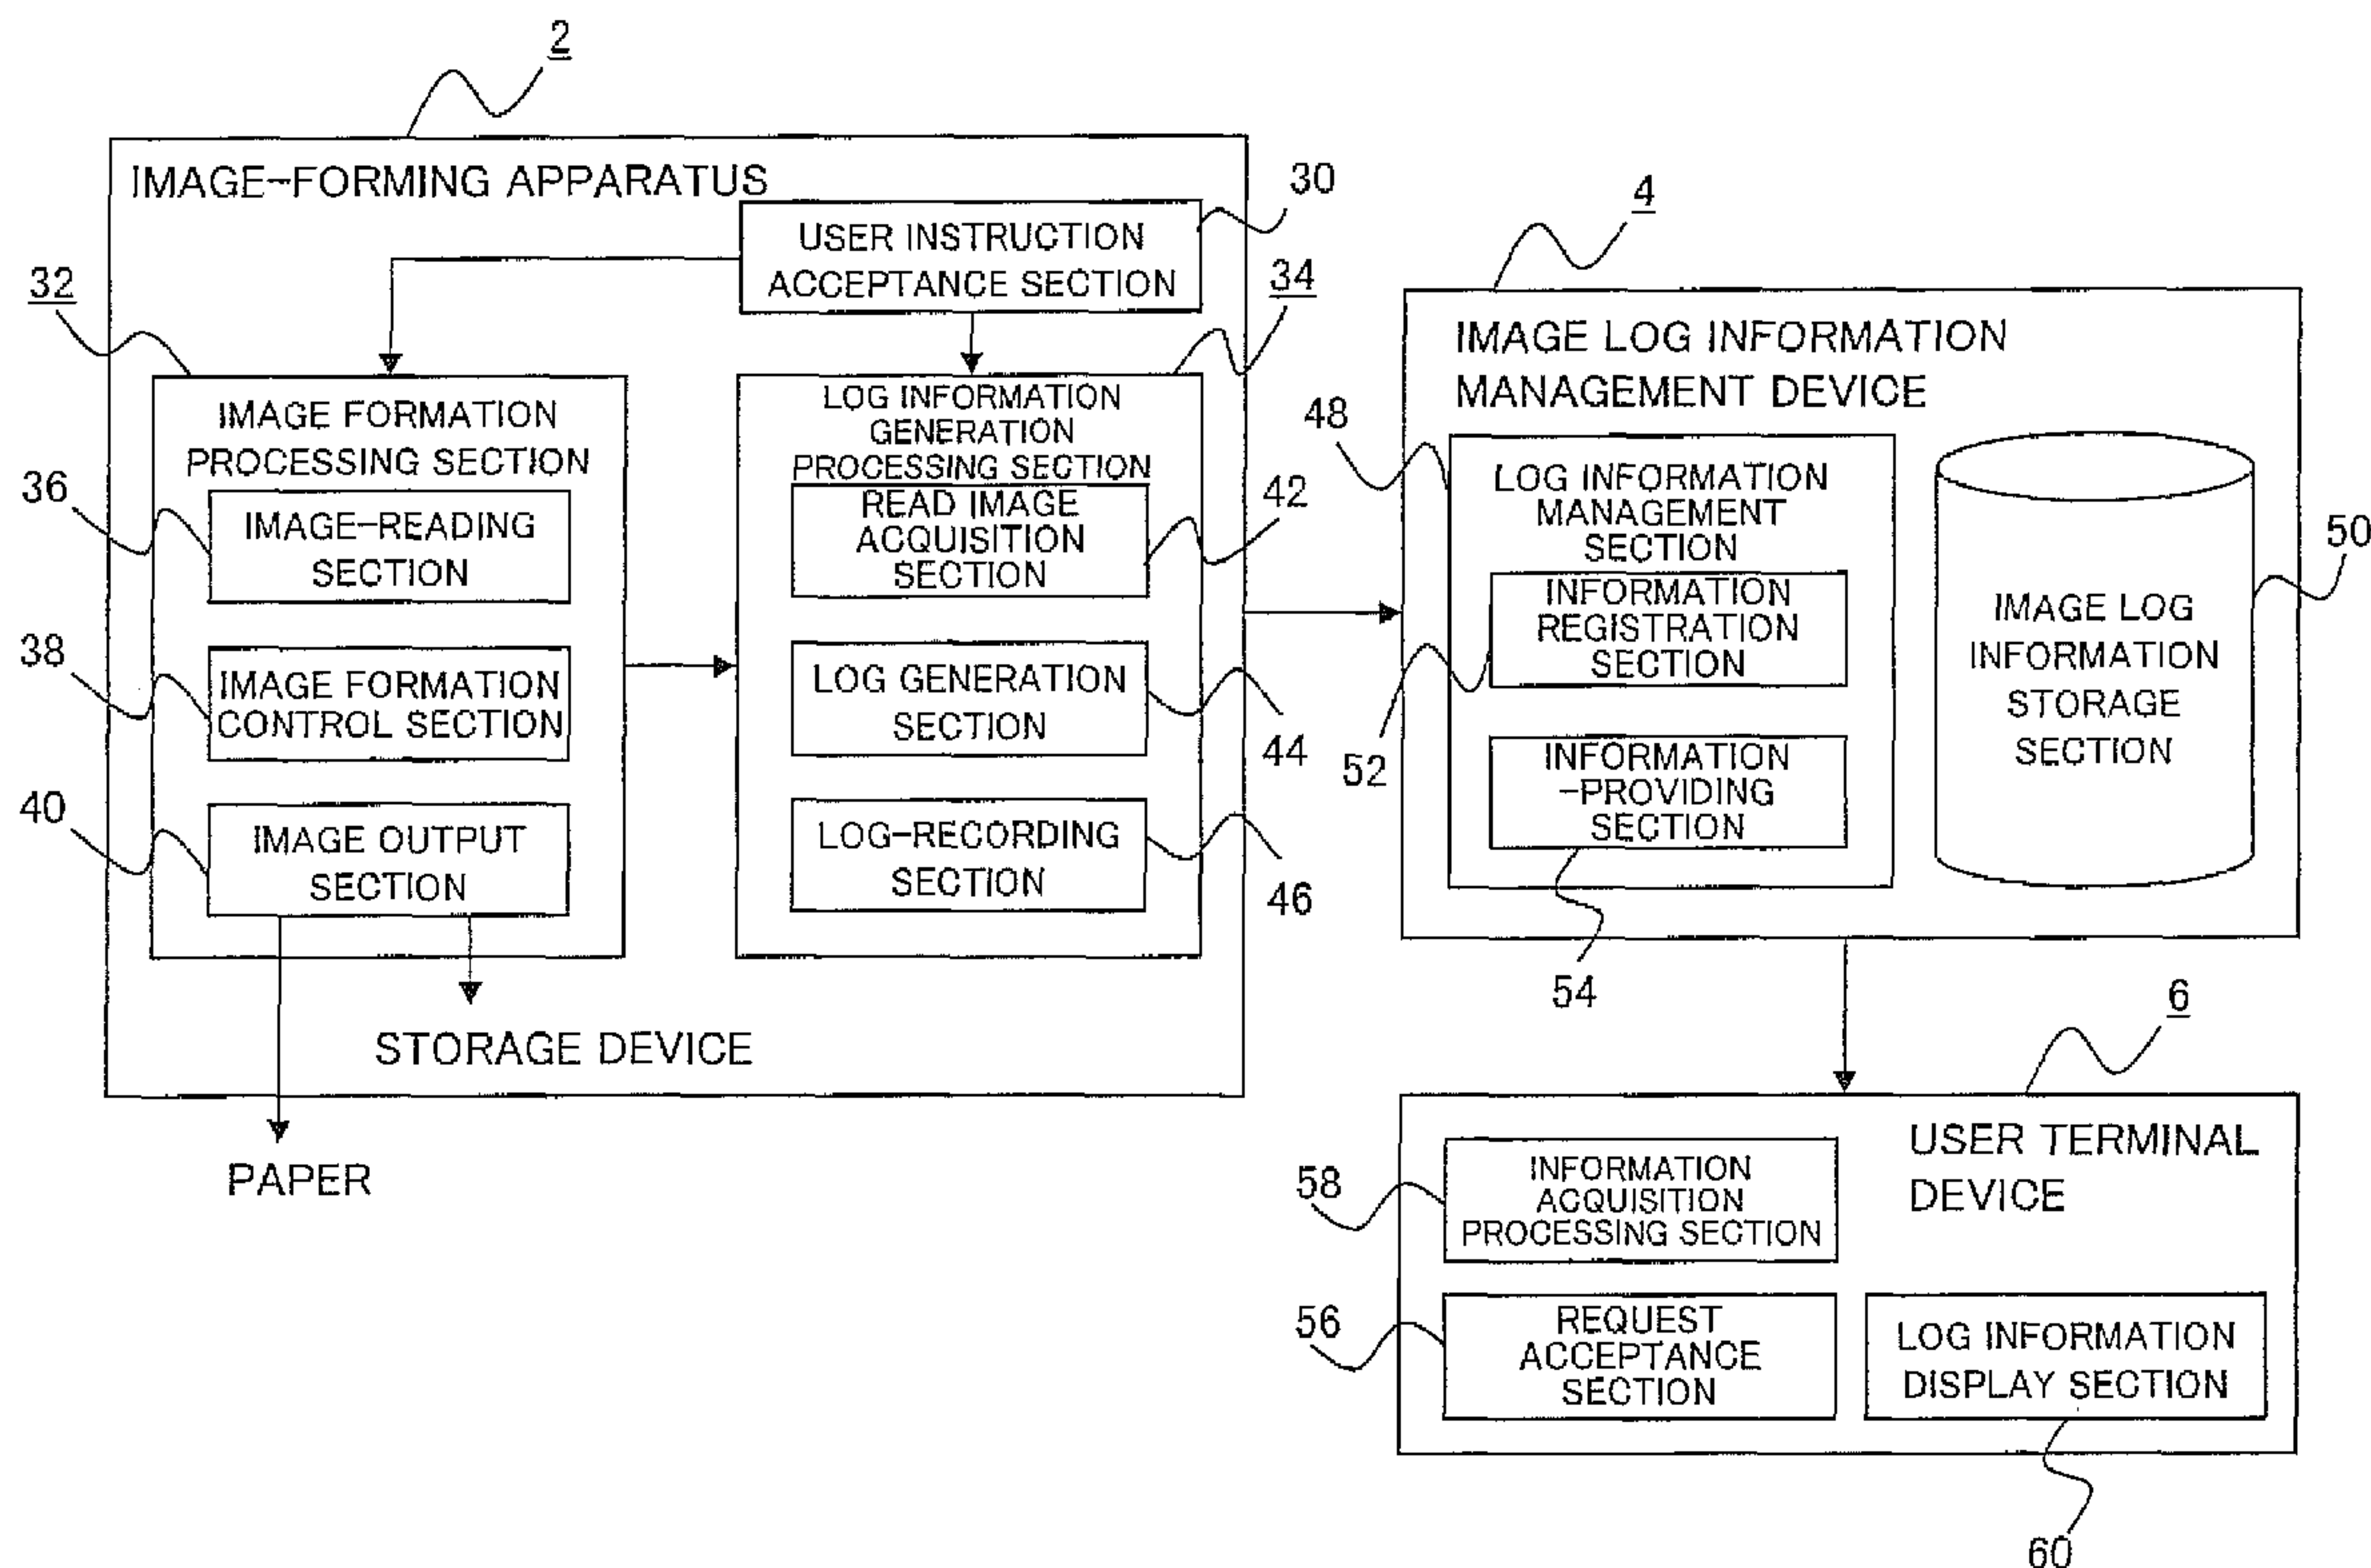 2
IMAGE-FORMING APPARATUS
30
USER INSTRUCTION
ACCEPTANCE SECTION
32
34
IMAGE FORMATION
PROCESSING SECTION
36
IMAGE-READING
SECTION
38
IMAGE FORMATION
CONTROL SECTION
40
IMAGE OUTPUT
SECTION
LOG INFORMATION
GENERATION
PROCESSING SECTION
READ IMAGE
ACQUISITION
SECTION
42
LOG GENERATION
SECTION
44
LOG-RECORDING
SECTION
46
STORAGE DEVICE
PAPER
4
IMAGE LOG INFORMATION
MANAGEMENT DEVICE
48
LOG INFORMATION
MANAGEMENT
SECTION
INFORMATION
REGISTRATION
SECTION
52
INFORMATION
-PROVIDING
SECTION
54
50
IMAGE LOG
INFORMATION
STORAGE
SECTION
6
USER TERMINAL
DEVICE
58
INFORMATION
ACQUISITION
PROCESSING SECTION
56
REQUEST
ACCEPTANCE
SECTION
LOG INFORMATION
DISPLAY SECTION
60